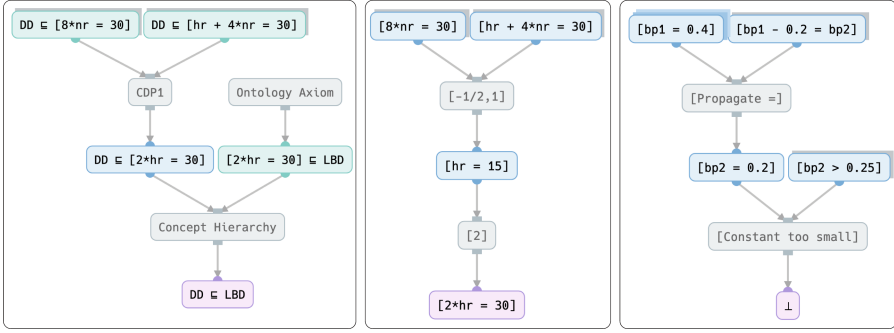 DD ⊑ [8*nr = 30]
DD ⊑ [hr + 4*nr = 30]
CDP1
Ontology Axiom
DD ⊑ [2*hr = 30]
[2*hr = 30] ⊑ LBD
Concept Hierarchy
DD ⊑ LBD
[8*nr = 30]
[hr + 4*nr = 30]
[-1/2,1]
[hr = 15]
[2]
[2*hr = 30]
[bp1 = 0.4]
[bp1 - 0.2 = bp2]
[Propagate =]
[bp2 = 0.2]
[bp2 > 0.25]
[Constant too small]
⊥